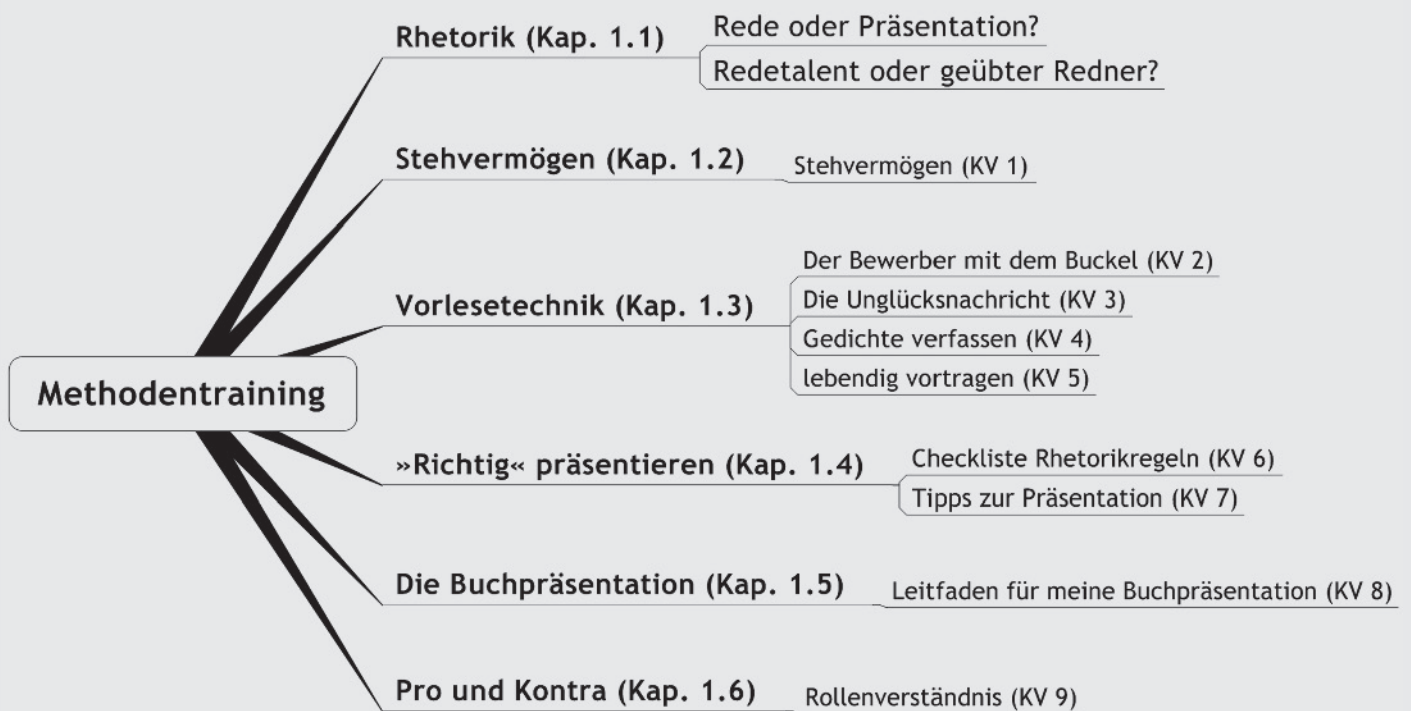 Rhetorik (Kap. 1.1)
Rede oder Präsentation?
Redetalent oder geübter Redner?
Stehvermögen (Kap. 1.2)
Stehvermögen (KV 1)
Vorlesetechnik (Kap. 1.3)
Der Bewerber mit dem Buckel (KV 2)
Die Unglücksnachricht (KV 3)
Gedichte verfassen (KV 4)
lebendig vortragen (KV 5)
Methodentraining
»Richtig« präsentieren (Kap. 1.4)
Checkliste Rhetorikregeln (KV 6)
Tipps zur Präsentation (KV 7)
Die Buchpräsentation (Kap. 1.5)
Leitfaden für meine Buchpräsentation (KV 8)
Pro und Kontra (Kap. 1.6)
Rollenverständnis (KV 9)